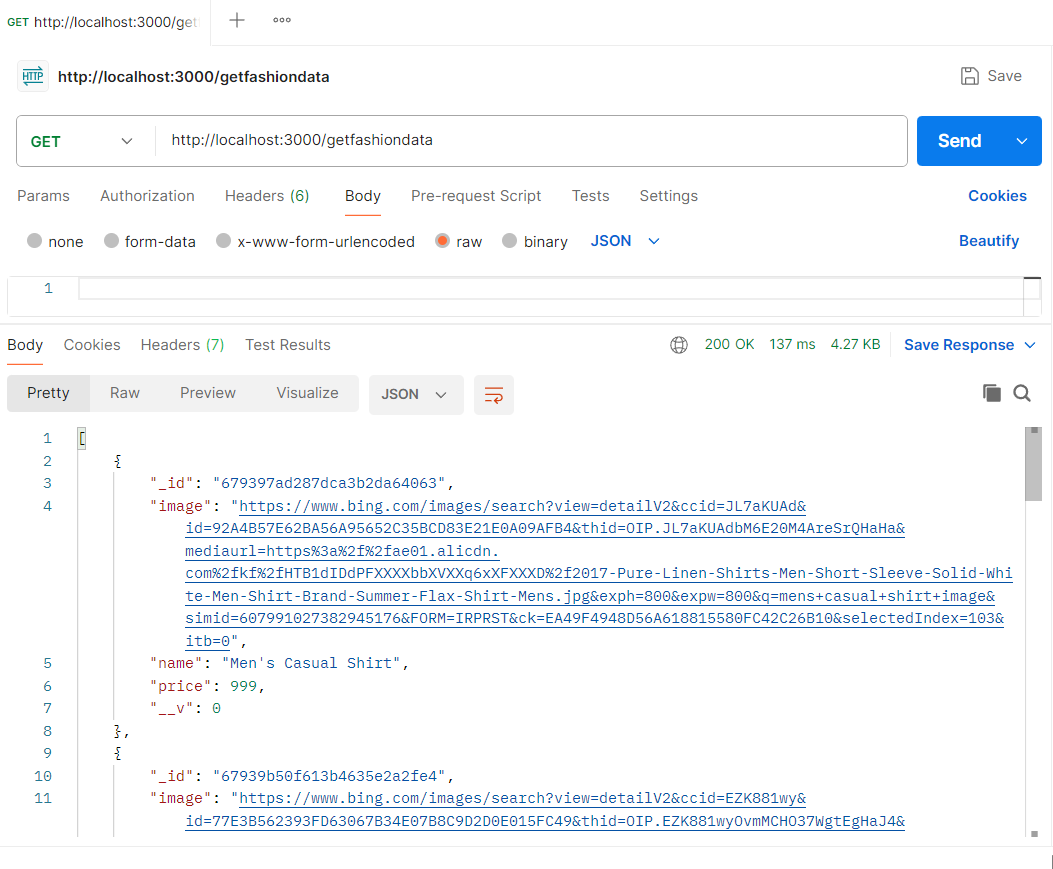 GET http://localhost:3000/get
HTTP http://localhost:3000/getfashiondata Save
GET http://localhost:3000/getfashiondata Send
Params Authorization Headers (6) Body Pre-request Script Tests Settings Cookies
none form-data x-www-form-urlencoded raw binary JSON Beautify
1
Body Cookies Headers (7) Test Results 200 OK 137 ms 4.27 KB Save Response
Pretty Raw Preview Visualize JSON
1 [
2 {
3 "_id": "679397ad287dca3b2da64063",
4 "image": "https://www.bing.com/images/search?view=detailV2&ccid=JL7aKUAd&
id=92A4B57E62BA56A95652C35BCD83E21E0A09AFB4&thid=OIP.JL7aKUAdbM6E20M4AreSrQHaHa&
mediaurl=https%3a%2f%2fae01.alicdn.
com%2fkf%2fHTB1dIDdPFXXXXbbXVXXq6xXFXXXD%2f2017-Pure-Linen-Shirts-Men-Short-Sleeve-Solid-Whi
te-Men-Shirt-Brand-Summer-Flax-Shirt-Mens.jpg&exph=800&expw=800&q=mens+casual+shirt+image&
simid=607991027382945176&FORM=IRPRST&ck=EA49F4948D56A618815580FC42C26B10&selectedIndex=103&
itb=0",
5 "name": "Men's Casual Shirt",
6 "price": 999,
7 "__v": 0
8 },
9 {
10 "_id": "67939b50f613b4635e2a2fe4",
11 "image": "https://www.bing.com/images/search?view=detailV2&ccid=EZK881wy&
id=77E3B562393FD63067B34E07B8C9D2D0E015FC49&thid=OIP.EZK881wyOvmMCHO37WgtEgHaJ4&